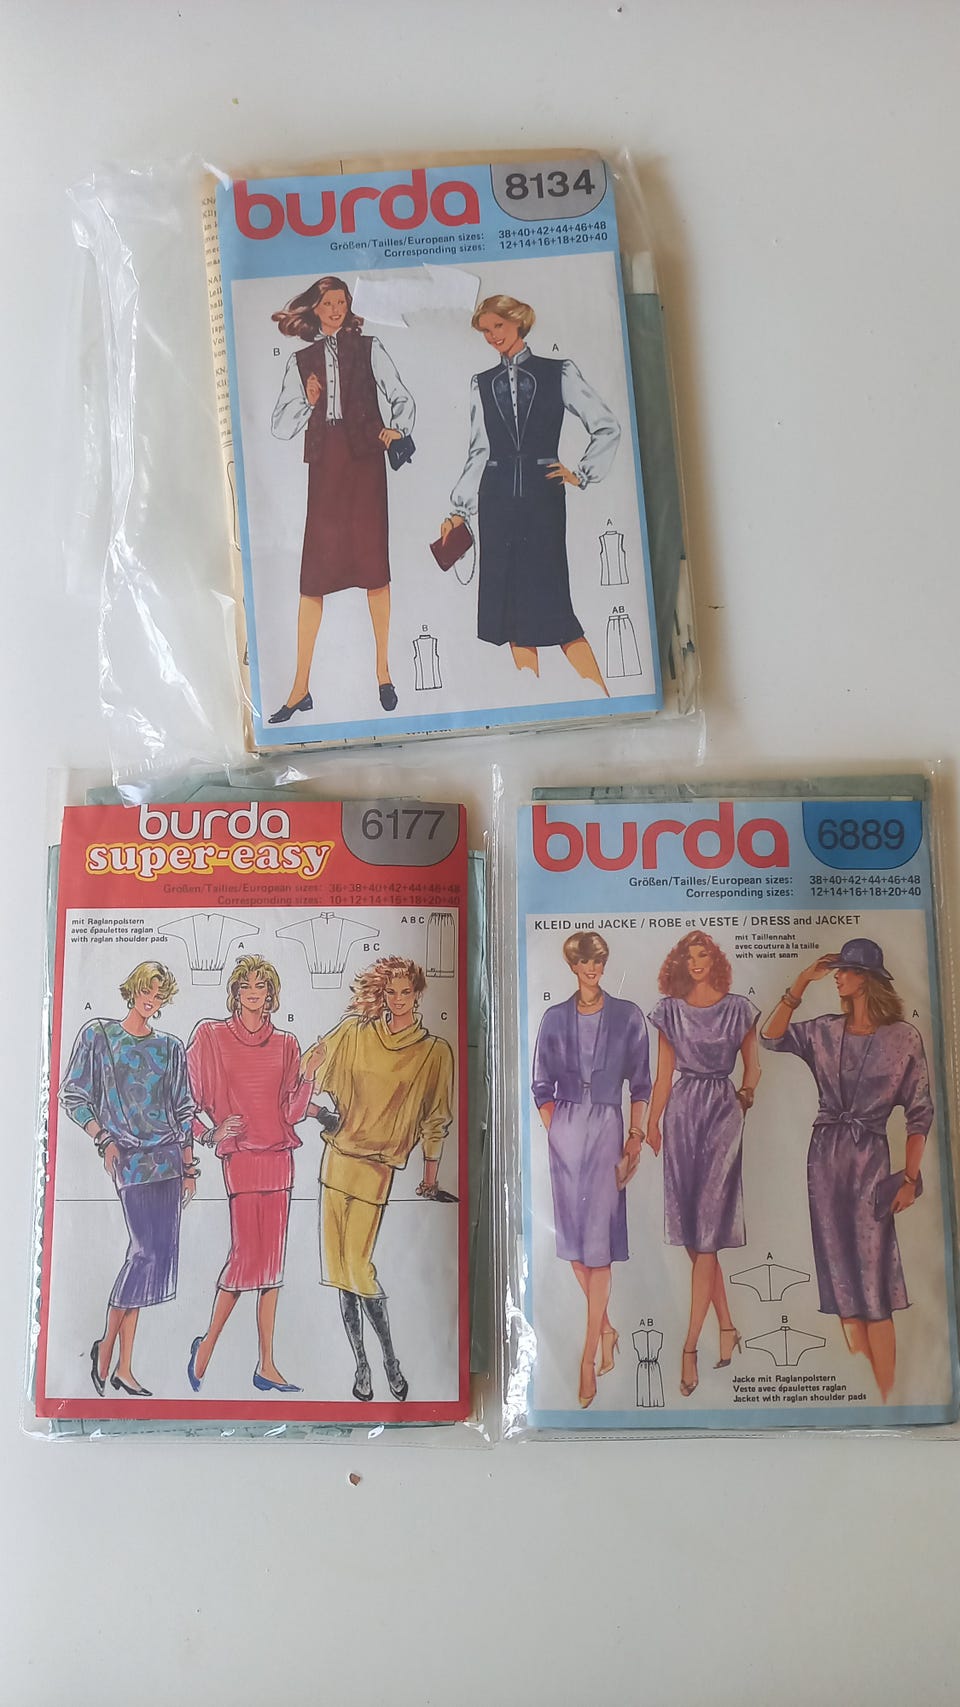 burda
8134
Größen/Tailles/European sizes: 38+40+42+44+46+48
Corresponding sizes: 12+14+16+18+20+40
B
A
A
AB
B
burda
super-easy
6177
Größen/Tailles/European sizes: 36+38+40+42+44+46+48
Corresponding sizes: 10+12+14+16+18+20+40
mit Raglanpolstern
avec épaulettes raglan
with raglan shoulder pads
A
B C
A B C
A
B
C
burda
6889
Größen/Tailles/European sizes: 38+40+42+44+46+48
Corresponding sizes: 12+14+16+18+20+40
KLEID und JACKE / ROBE et VESTE / DRESS and JACKET
mit Taillennaht
avec couture à la taille
with waist seam
B
A
A
A
B
A B
Jacke mit Raglanpolstern
Veste avec épaulettes raglan
Jacket with raglan shoulder pads